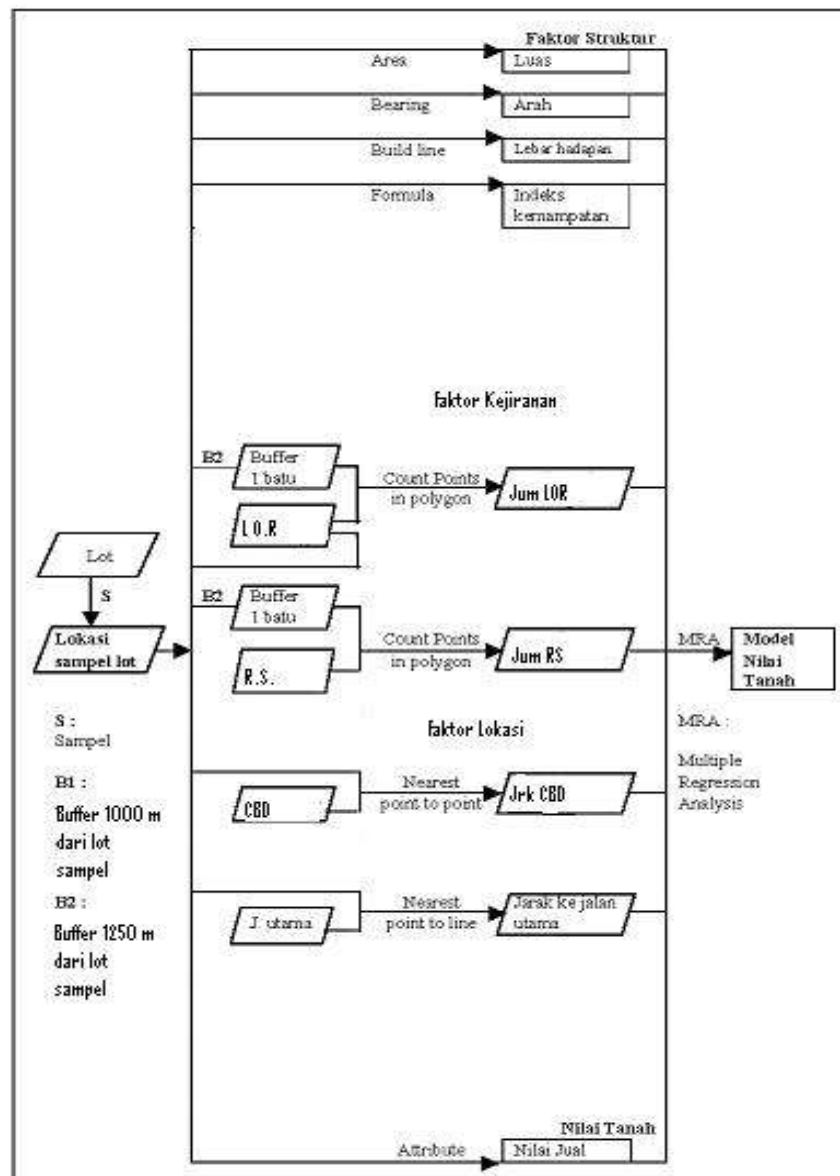 Faktor Struktur
Area
Luas
Bearing
Arah
Build line
Lebar hadapan
Formula
Indeks
kemampatan
Faktor Kejiranan
B2
Buffer
1 batu
Count Points
in polygon
Jum LOR
L O.R
Lot
S
B2
Buffer
1 batu
Lokasi
sampel lot
Count Points
in polygon
Jum RS
MRA
Model
Nilai
Tanah
R.S.
S :
Sampel
Faktor Lokasi
MRA :
Multiple
Regression
Analysis
B1 :
Buffer 1000 m
dari lot
sampel
CBD
Nearest
point to point
Jrk CBD
B2 :
Buffer 1250 m
dari lot
sampel
J. utama
Nearest
point to line
Jarak ke jalan
utama
Nilai Tanah
Attribute
Nilai Jual